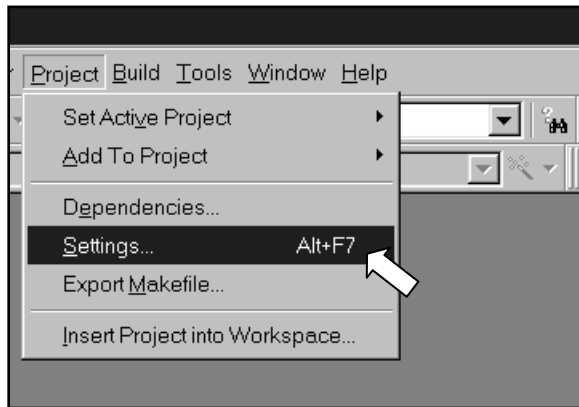 Project Build Tools Window Help
Set Active Project
Add To Project
Dependencies...
Settings... Alt+F7
Export Makefile...
Insert Project into Workspace...